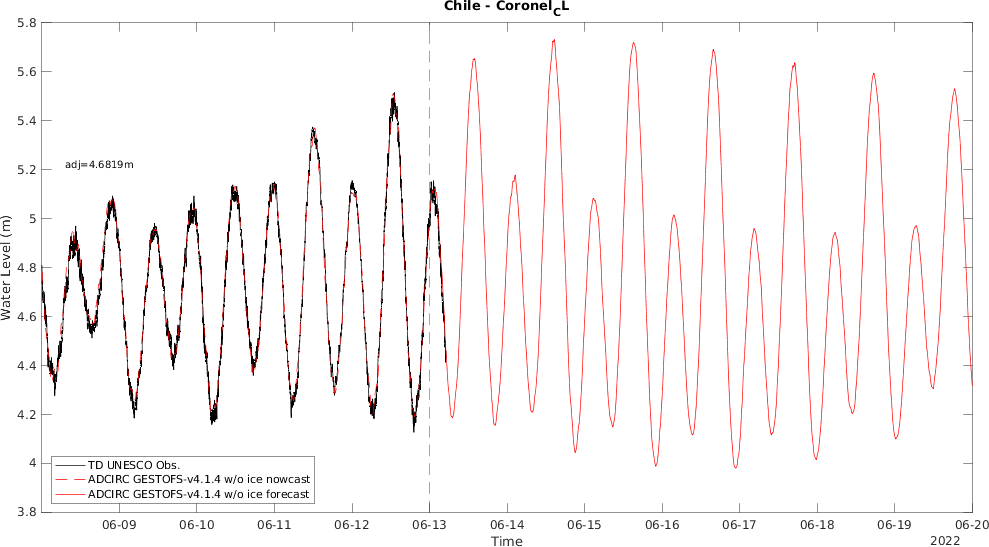 Chile - Coronel_CL
5.8
5.6
5.4
5.2
5
4.8
4.6
4.4
4.2
4
3.8
Water Level (m)
adj=4.6819m
TD UNESCO Obs.
ADCIRC GESTOFS-v4.1.4 w/o ice nowcast
ADCIRC GESTOFS-v4.1.4 w/o ice forecast
06-09 06-10 06-11 06-12 06-13 06-14 06-15 06-16 06-17 06-18 06-19 06-20
Time
2022